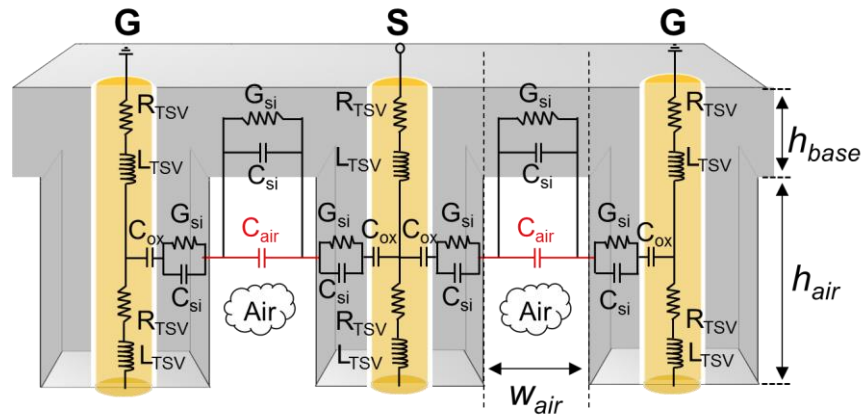 G S G
G_si G_si
R_TSV R_TSV R_TSV
L_TSV C_si L_TSV C_si L_TSV
h_base
C_ox G_si C_air G_si C_ox C_ox G_si C_air G_si C_ox
C_si C_si C_si C_si
h_air
Air Air
R_TSV R_TSV R_TSV
L_TSV L_TSV L_TSV
w_air